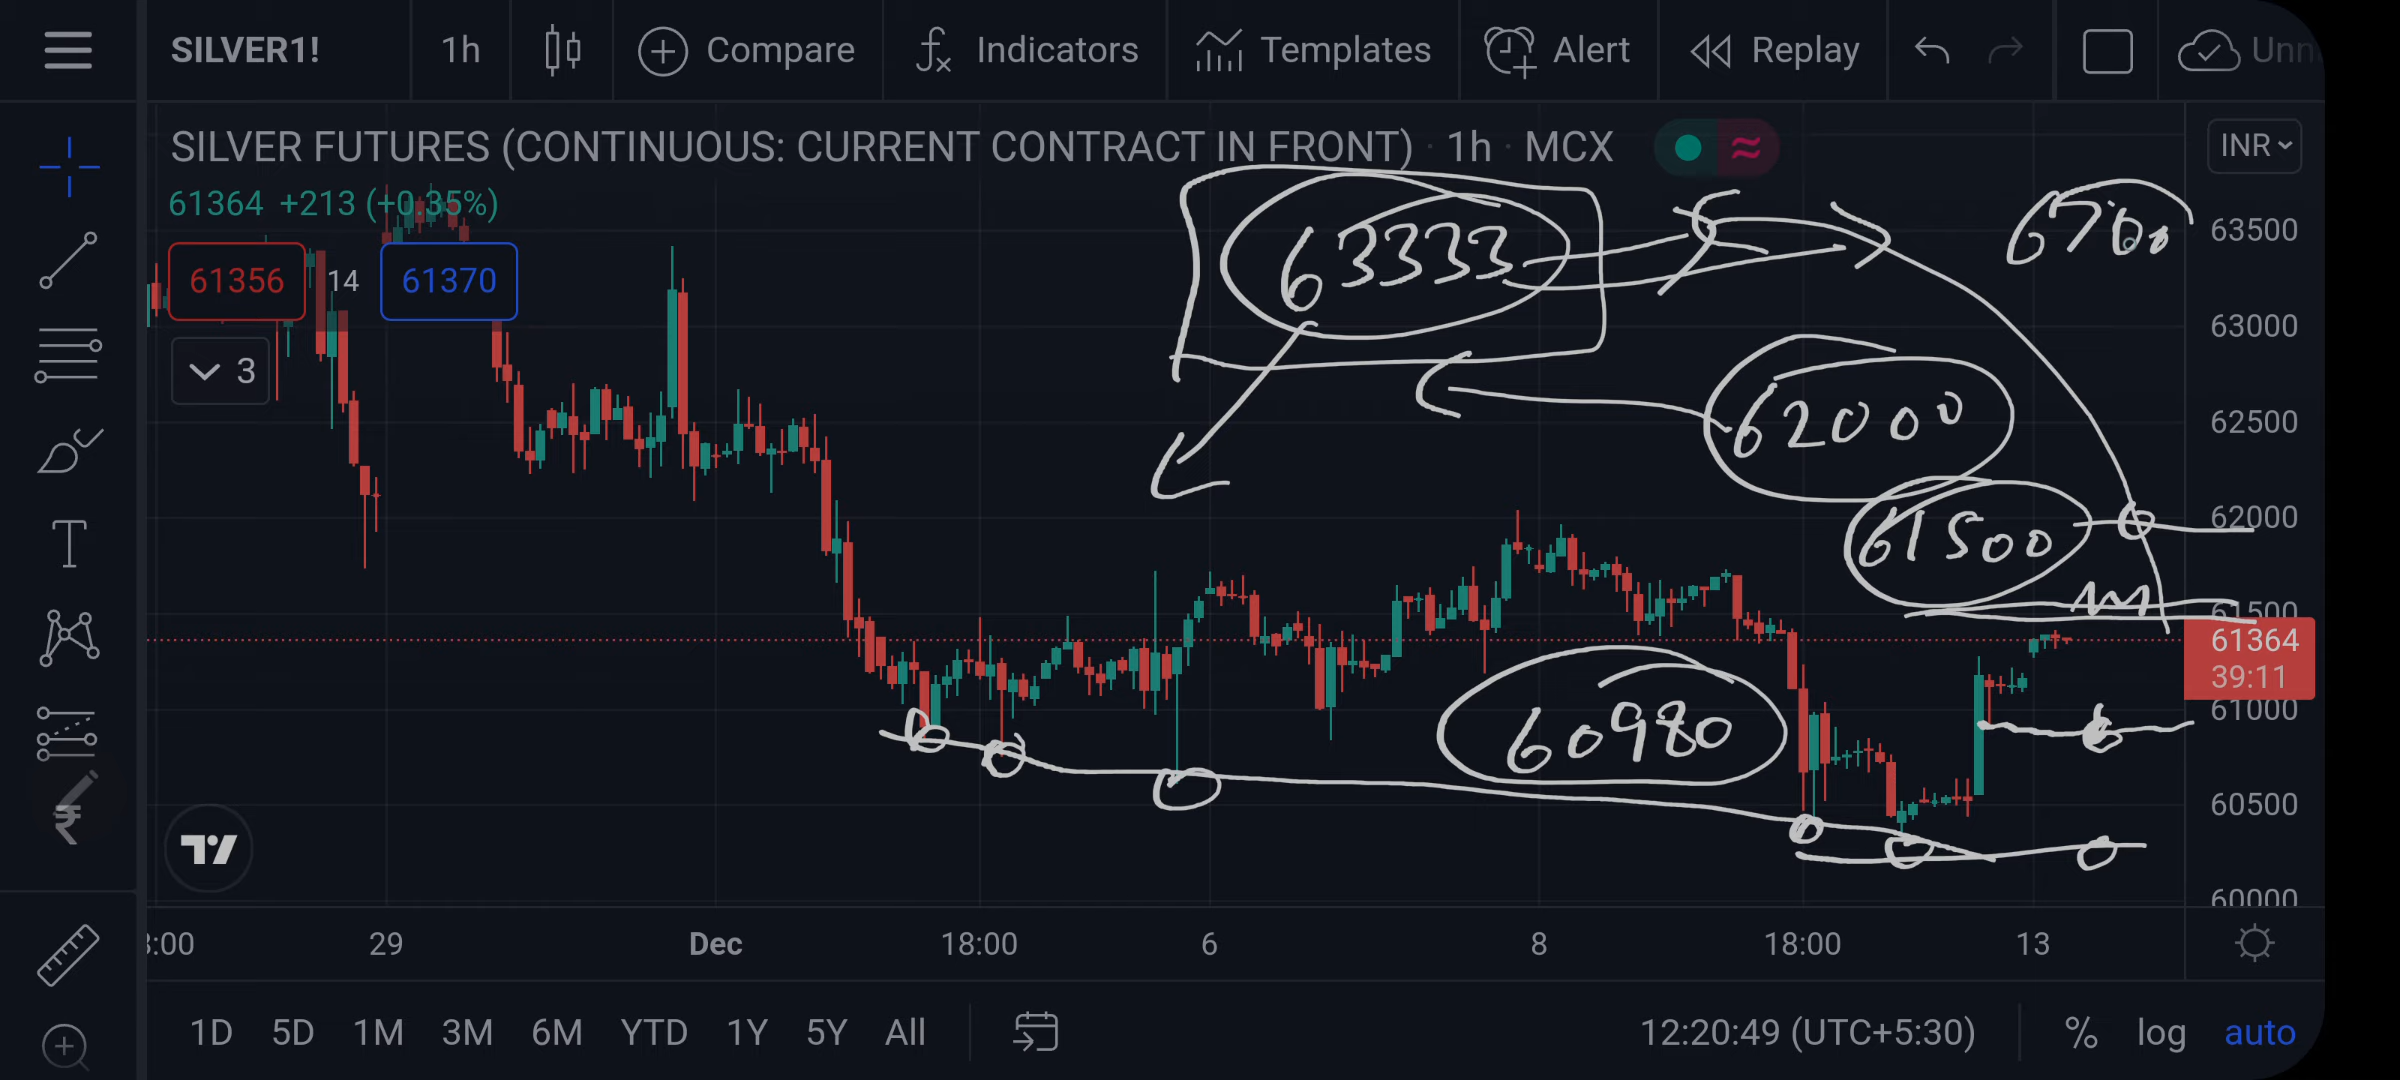 SILVER1!
1h
Compare
Indicators
Templates
Alert
Replay
SILVER FUTURES (CONTINUOUS: CURRENT CONTRACT IN FRONT) · 1h · MCX
INR
61364 +213 (+0.35%)
61356
14
61370
3
63333
62000
61500
60980
63500
63000
62500
62000
61500
61364
39:11
61000
60500
60000
29
Dec
18:00
6
8
18:00
13
1D
5D
1M
3M
6M
YTD
1Y
5Y
All
12:20:49 (UTC+5:30)
%
log
auto